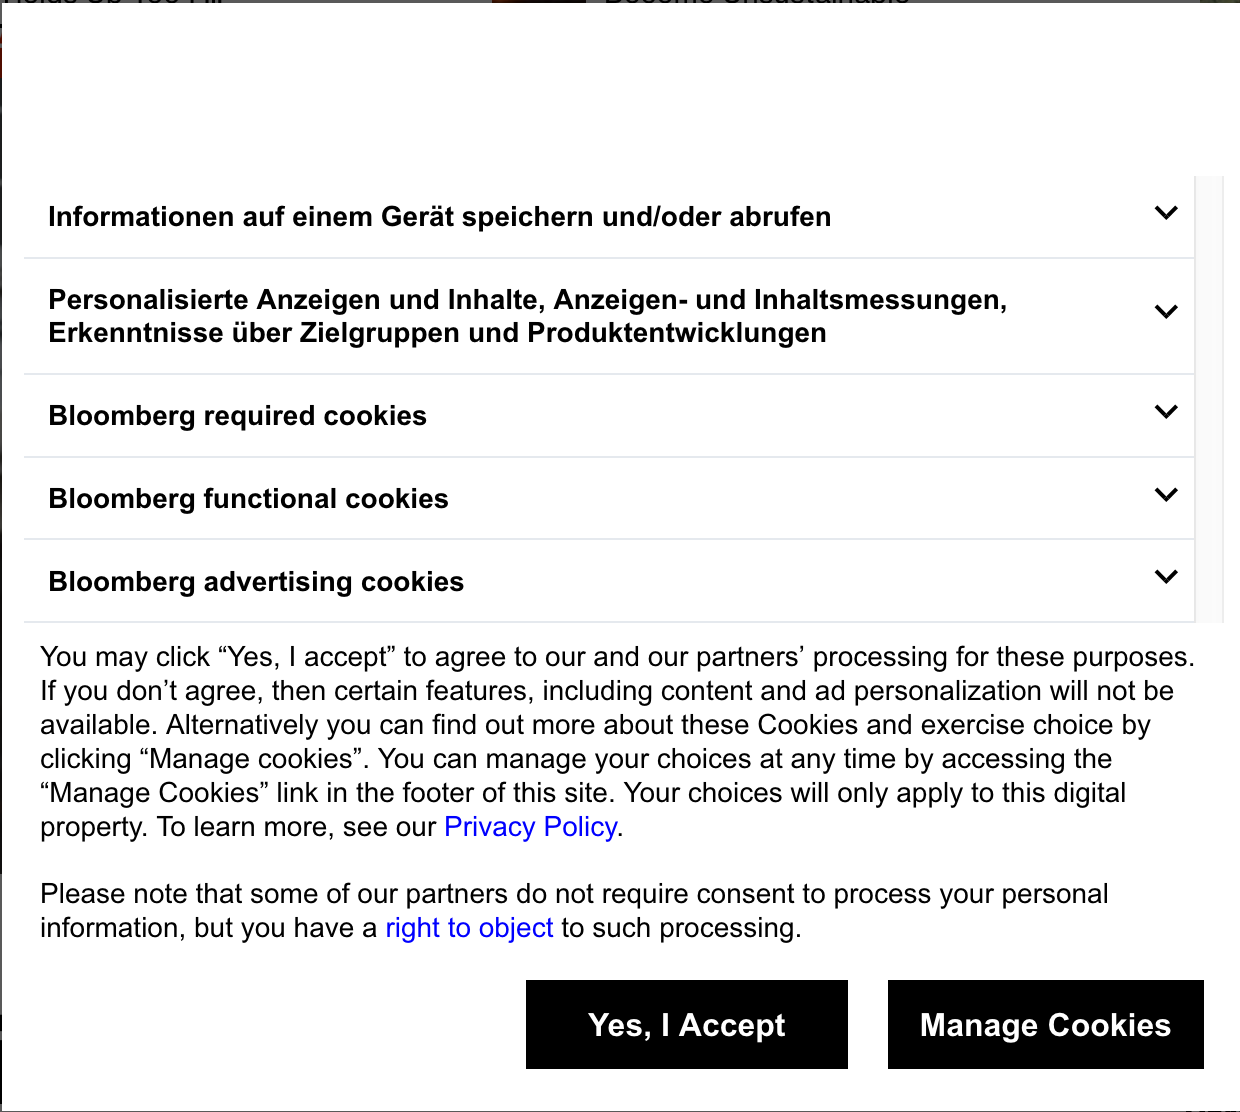 Become Unsustainable
Informationen auf einem Gerät speichern und/oder abrufen
Personalisierte Anzeigen und Inhalte, Anzeigen- und Inhaltsmessungen,
Erkenntnisse über Zielgruppen und Produktentwicklungen
Bloomberg required cookies
Bloomberg functional cookies
Bloomberg advertising cookies
You may click “Yes, I accept” to agree to our and our partners’ processing for these purposes.
If you don’t agree, then certain features, including content and ad personalization will not be
available. Alternatively you can find out more about these Cookies and exercise choice by
clicking “Manage cookies”. You can manage your choices at any time by accessing the
“Manage Cookies” link in the footer of this site. Your choices will only apply to this digital
property. To learn more, see our Privacy Policy.
Please note that some of our partners do not require consent to process your personal
information, but you have a right to object to such processing.
Yes, I Accept
Manage Cookies